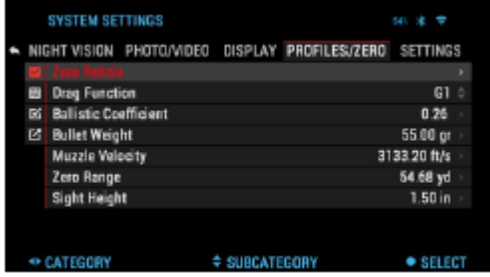 SYSTEM SETTINGS 54%
NIGHT VISION PHOTO/VIDEO DISPLAY PROFILES/ZERO SETTINGS
Zero Reticle
Drag Function G1
Ballistic Coefficient 0.26
Bullet Weight 55.00 gr
Muzzle Velocity 3133.20 ft/s
Zero Range 54.68 yd
Sight Height 1.50 in
CATEGORY SUBCATEGORY SELECT